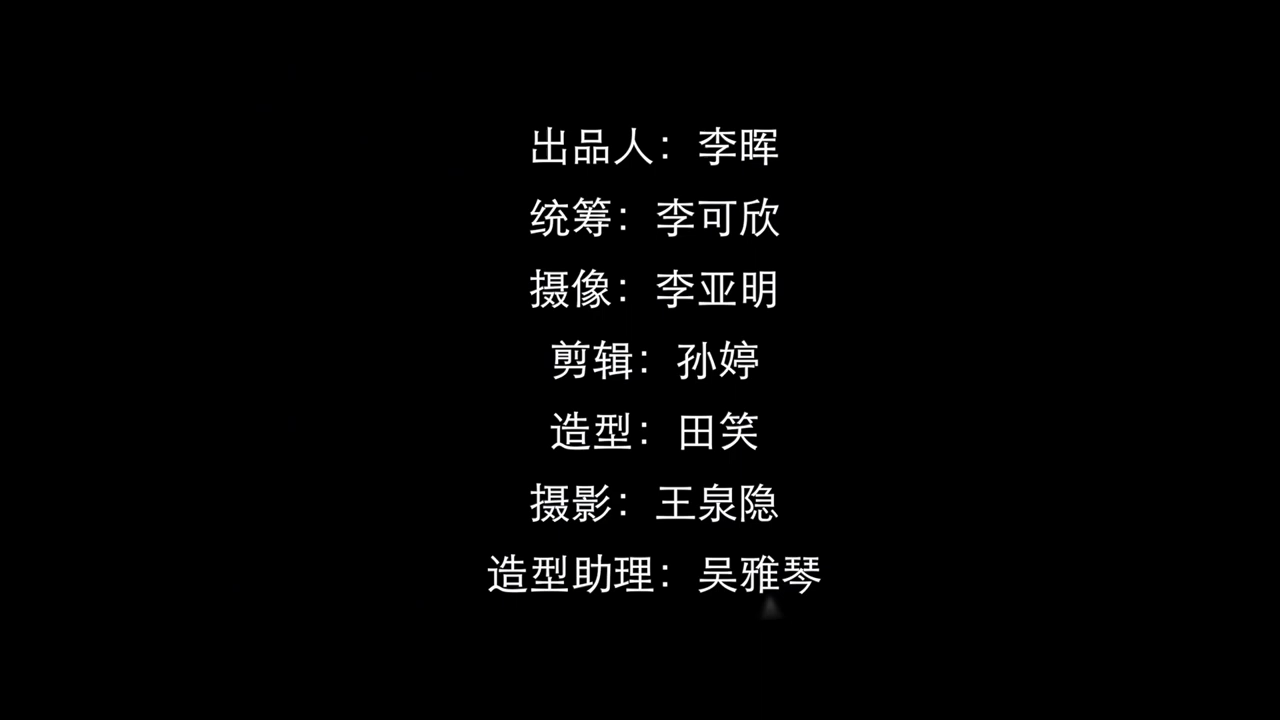 出品人：李晖
统筹：李可欣
摄像：李亚明
剪辑：孙婷
造型：田笑
摄影：王泉隐
造型助理：吴雅琴